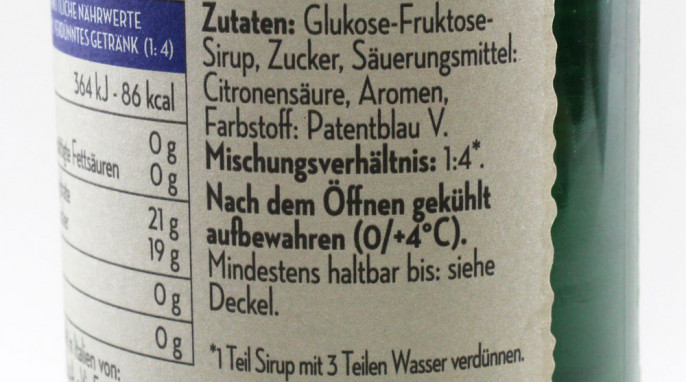 NÄHRWERTE
GETRÄNK (1:4)
364 kJ - 86 kcal
0 g
Fettsäuren 0 g
21 g
19 g
0 g
0 g
Italien von:
Zutaten: Glukose-Fruktose-
Sirup, Zucker, Säuerungsmittel:
Citronensäure, Aromen,
Farbstoff: Patentblau V.
Mischungsverhältnis: 1:4*.
Nach dem Öffnen gekühlt
aufbewahren (0/+4°C).
Mindestens haltbar bis: siehe
Deckel.
*1 Teil Sirup mit 3 Teilen Wasser verdünnen.